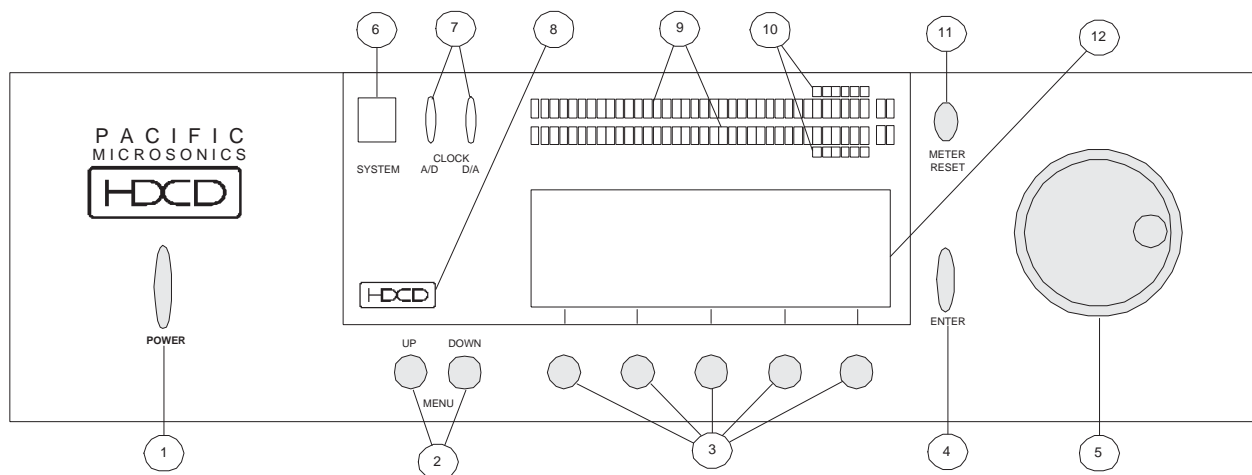 6 7 8 9 10 11 12
PACIFIC
MICROSONICS
HDCD
POWER
SYSTEM
CLOCK
A/D D/A
HDCD
METER
RESET
ENTER
UP DOWN
MENU
1 2 3 4 5